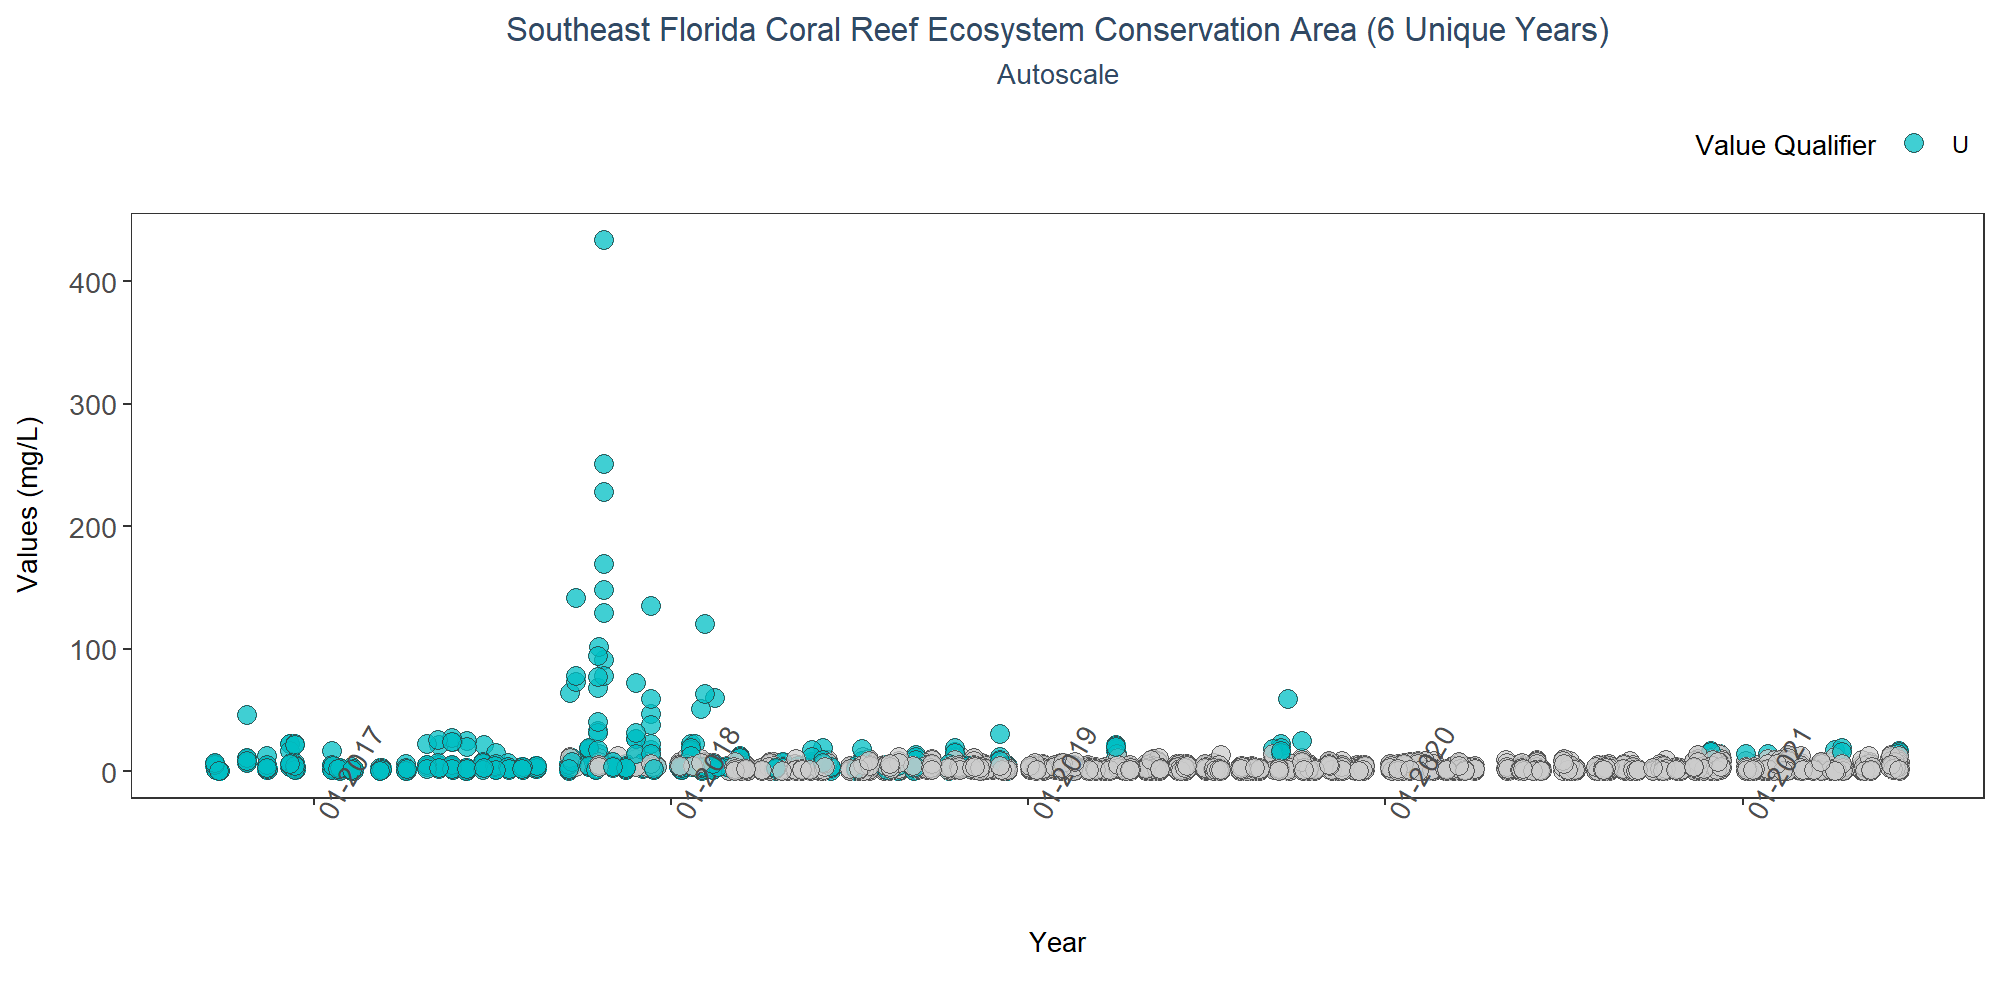 Southeast Florida Coral Reef Ecosystem Conservation Area (6 Unique Years)
Autoscale
Value Qualifier U
Values (mg/L)
400
300
200
100
0
01-2017
01-2018
01-2019
01-2020
01-2021
Year